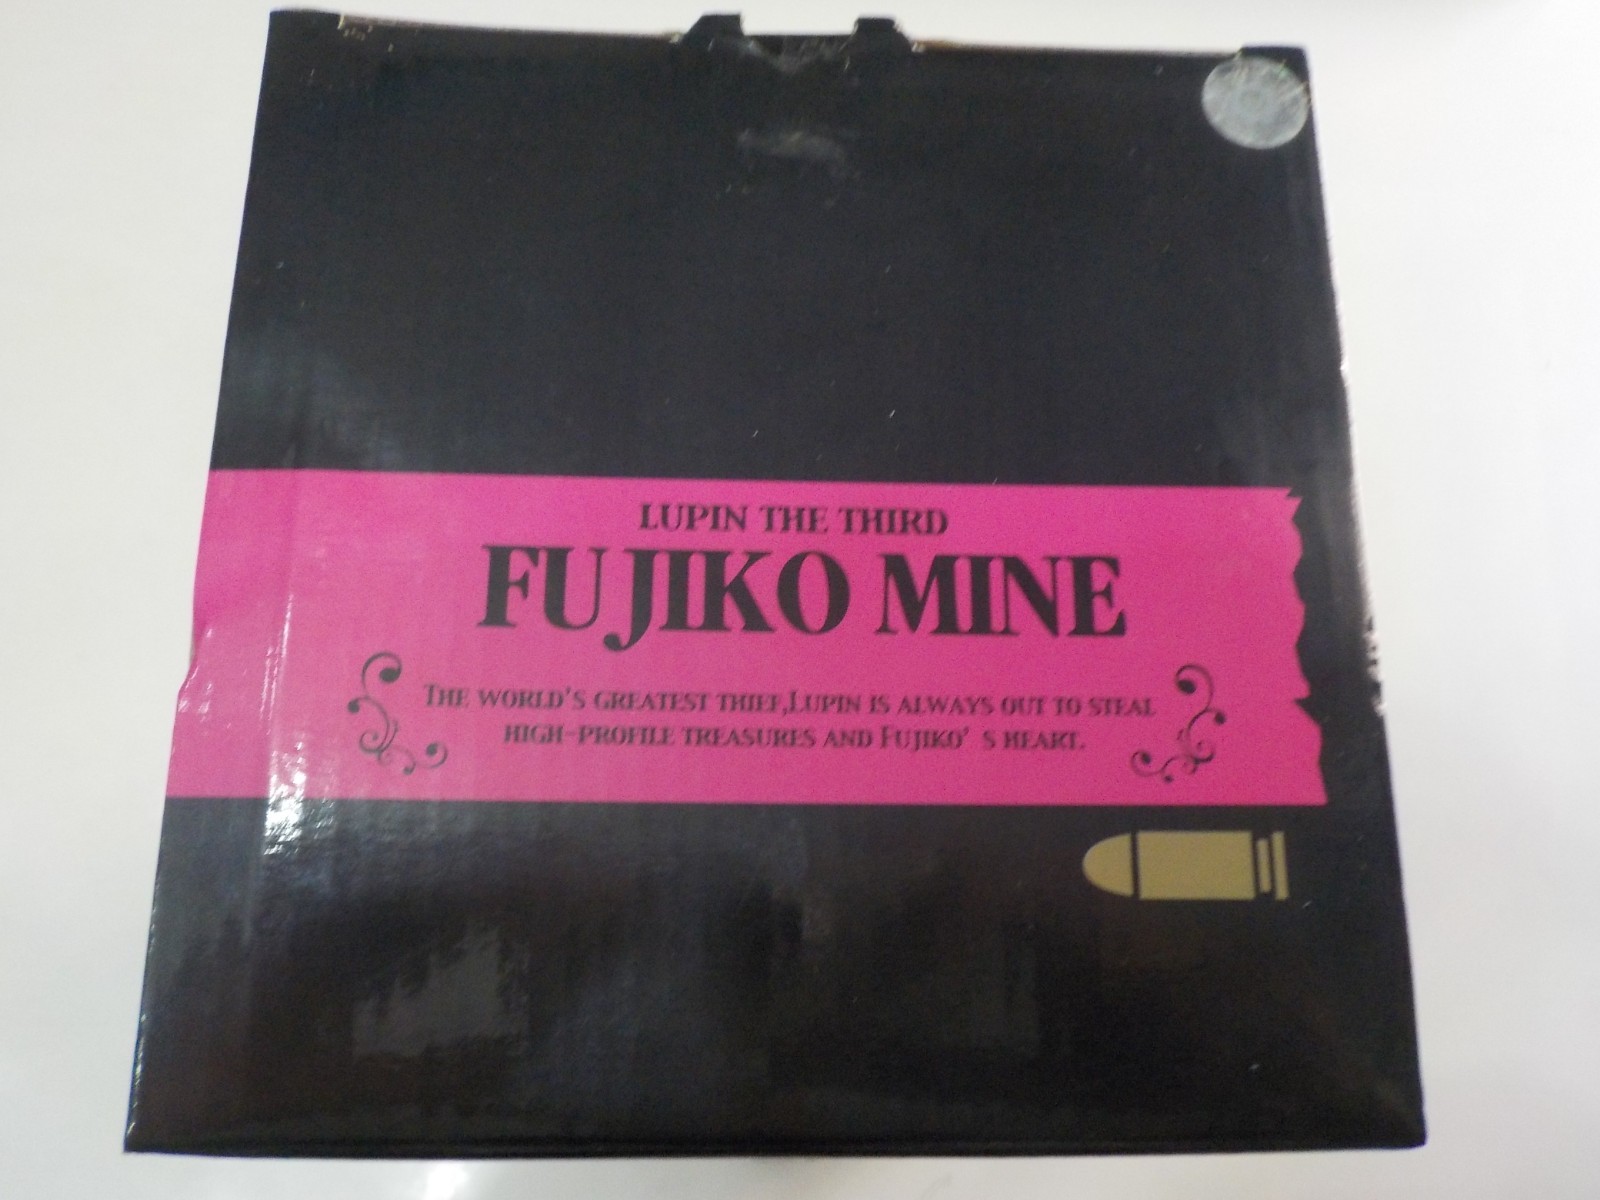 LUPIN THE THIRD
FUJIKO MINE
THE WORLD'S GREATEST THIEF,LUPIN IS ALWAYS OUT TO STEAL
HIGH-PROFILE TREASURES AND FUJIKO' S HEART.